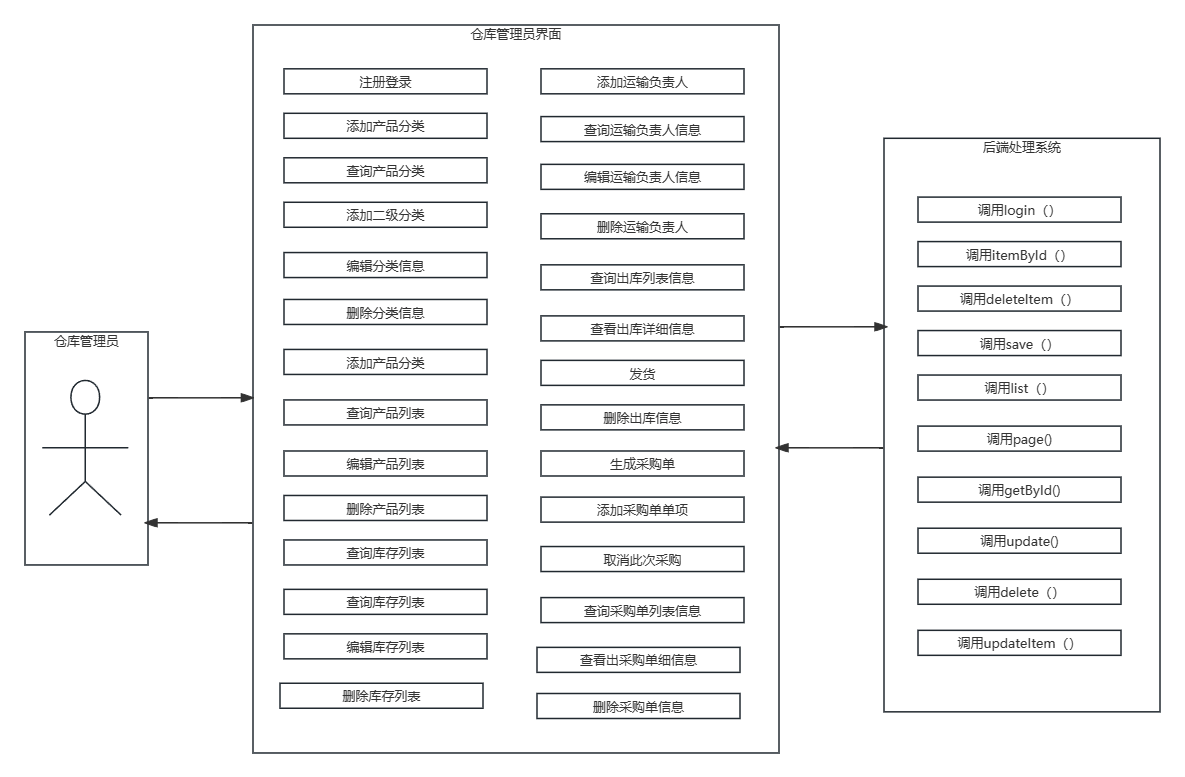 仓库管理员
仓库管理员界面
注册登录
添加产品分类
查询产品分类
添加二级分类
编辑分类信息
删除分类信息
添加产品分类
查询产品列表
编辑产品列表
删除产品列表
查询库存列表
查询库存列表
编辑库存列表
删除库存列表
添加运输负责人
查询运输负责人信息
编辑运输负责人信息
删除运输负责人
查询出库列表信息
查看出库详细信息
发货
删除出库信息
生成采购单
添加采购单单项
取消此次采购
查询采购单列表信息
查看出采购单细信息
删除采购单信息
后端处理系统
调用login（）
调用itemById（）
调用deleteItem（）
调用save（）
调用list（）
调用page()
调用getById()
调用update()
调用delete（）
调用updateItem（）